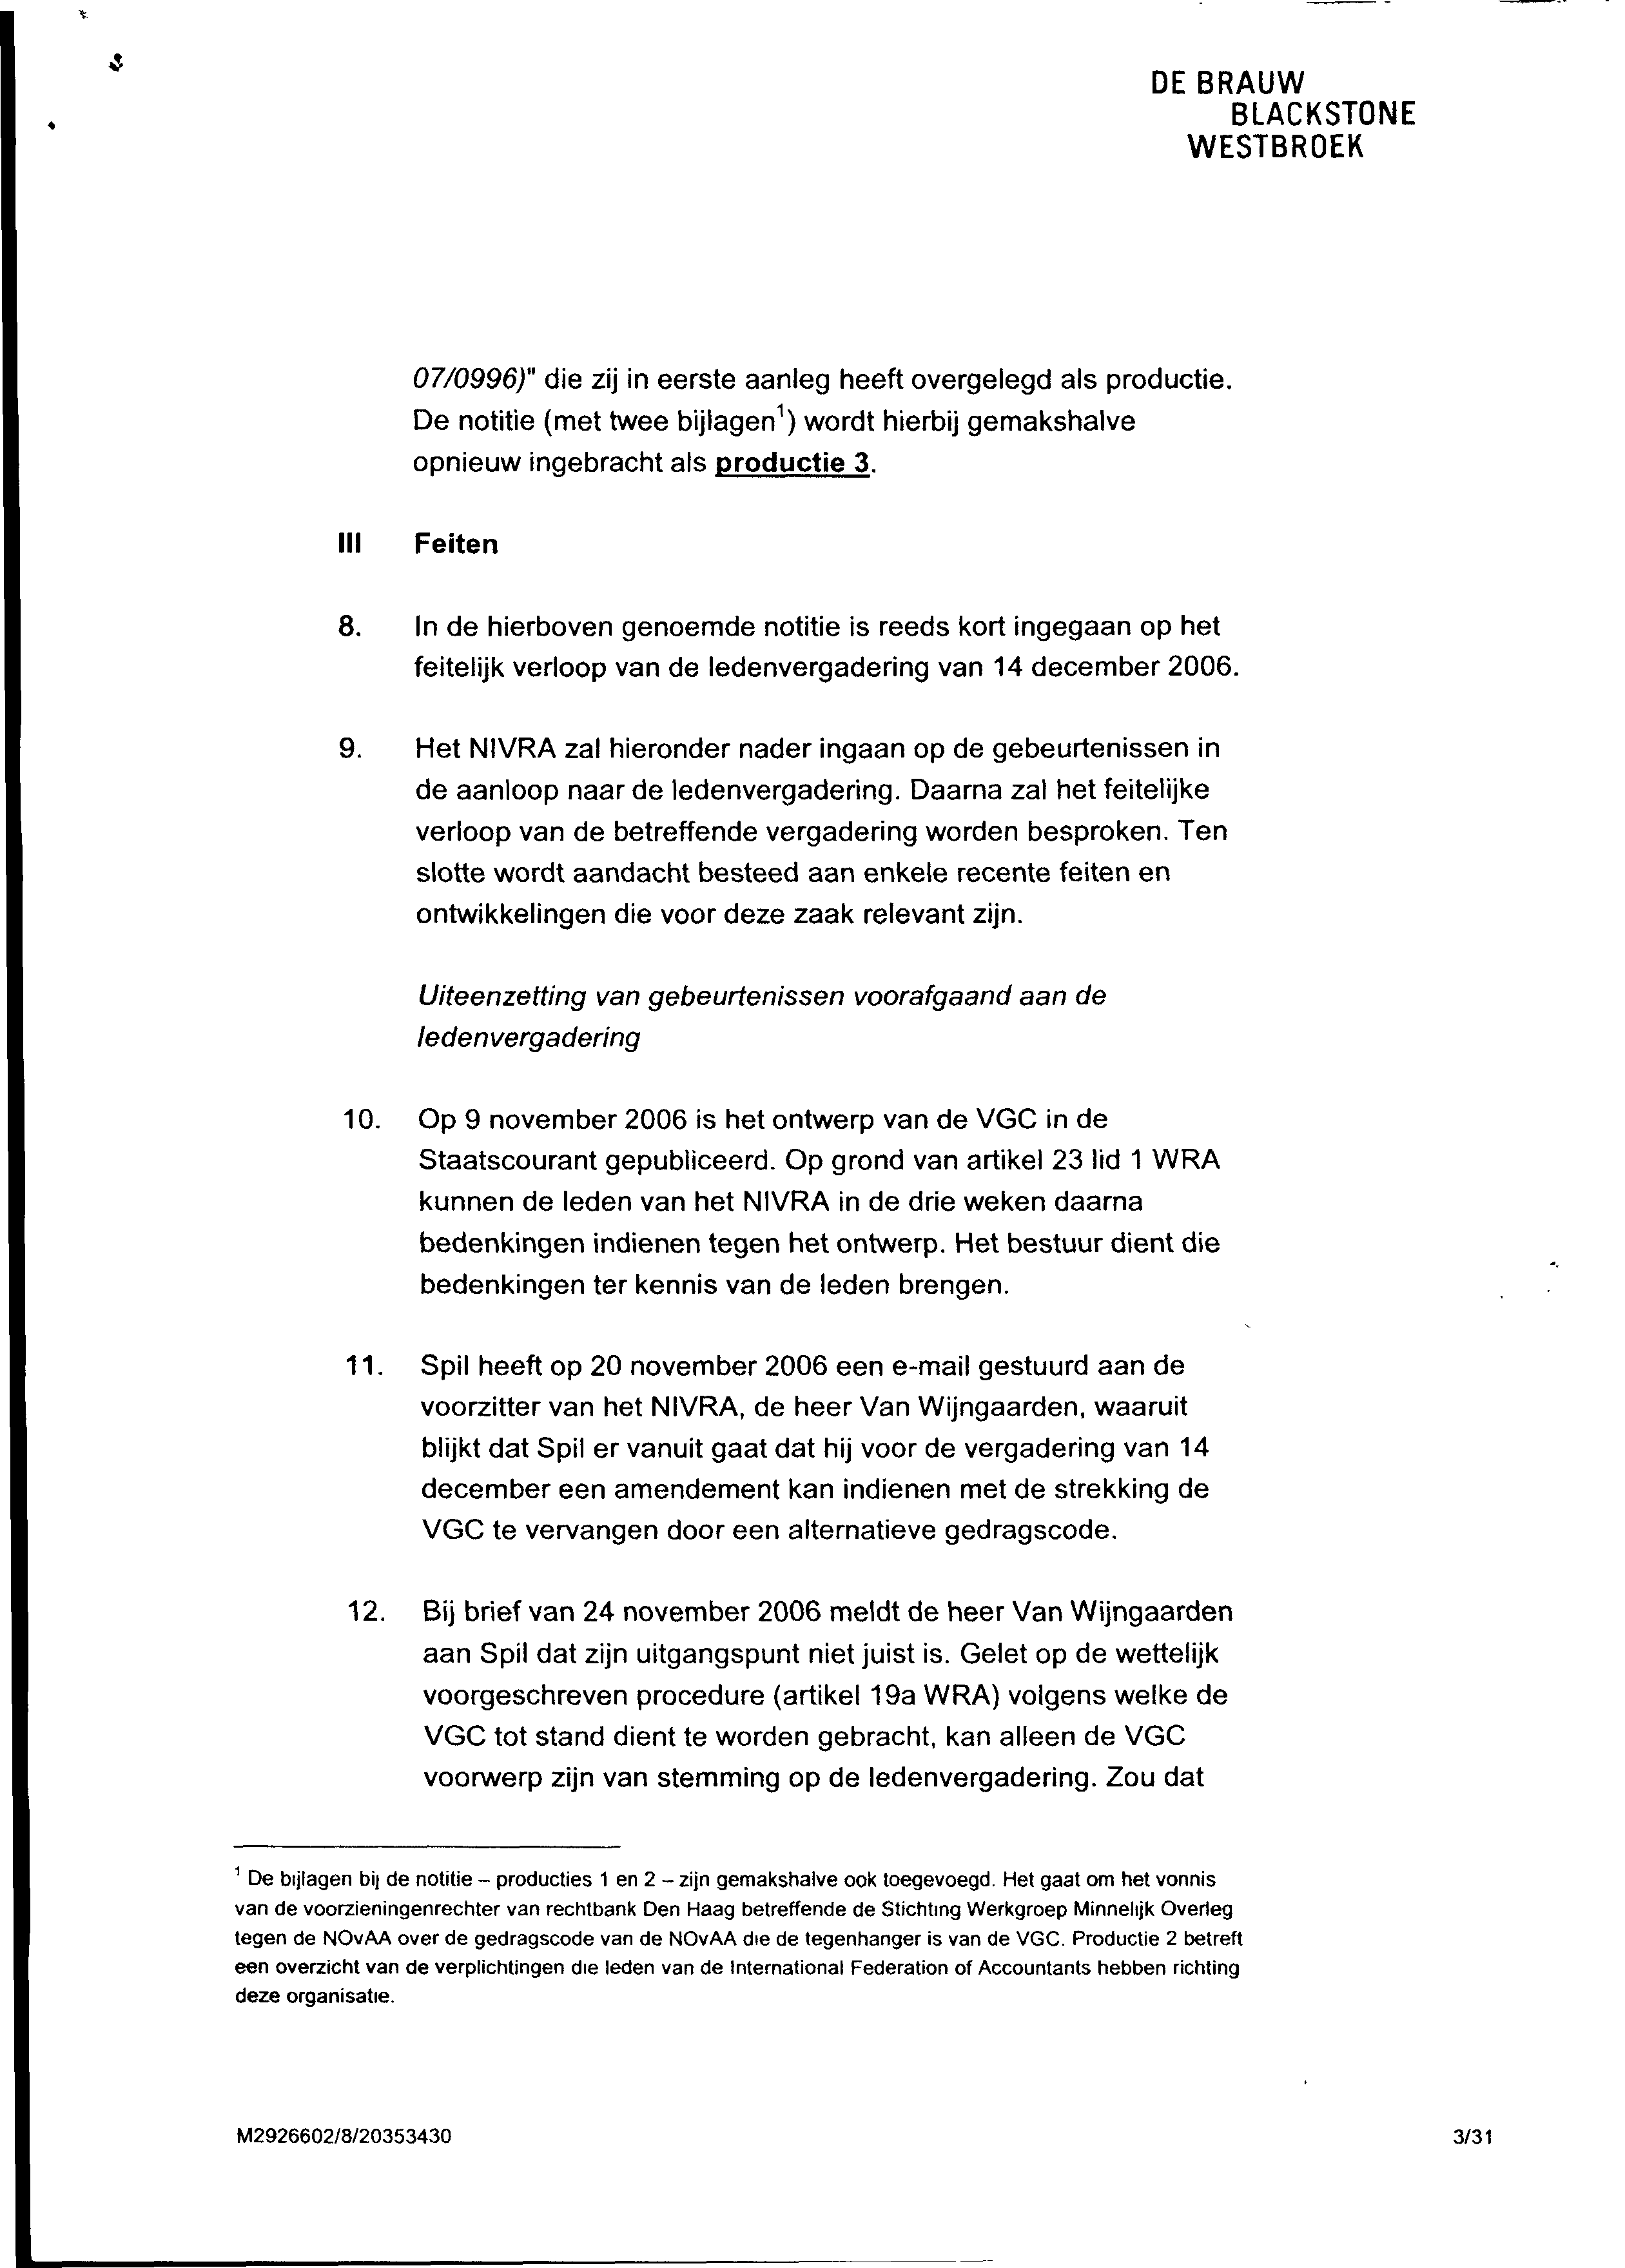 DE BRAUW
BLACKSTONE
WESTBROEK
07/0996)" die zij in eerste aanleg heeft overgelegd als productie.
De notitie (met twee bijlagen¹) wordt hierbij gemakshalve
opnieuw ingebracht als productie 3.
III Feiten
8. In de hierboven genoemde notitie is reeds kort ingegaan op het
feitelijk verloop van de ledenvergadering van 14 december 2006.
9. Het NIVRA zal hieronder nader ingaan op de gebeurtenissen in
de aanloop naar de ledenvergadering. Daarna zal het feitelijke
verloop van de betreffende vergadering worden besproken. Ten
slotte wordt aandacht besteed aan enkele recente feiten en
ontwikkelingen die voor deze zaak relevant zijn.
Uiteenzetting van gebeurtenissen voorafgaand aan de
ledenvergadering
10. Op 9 november 2006 is het ontwerp van de VGC in de
Staatscourant gepubliceerd. Op grond van artikel 23 lid 1 WRA
kunnen de leden van het NIVRA in de drie weken daarna
bedenkingen indienen tegen het ontwerp. Het bestuur dient die
bedenkingen ter kennis van de leden brengen.
11. Spil heeft op 20 november 2006 een e-mail gestuurd aan de
voorzitter van het NIVRA, de heer Van Wijngaarden, waaruit
blijkt dat Spil er vanuit gaat dat hij voor de vergadering van 14
december een amendement kan indienen met de strekking de
VGC te vervangen door een alternatieve gedragscode.
12. Bij brief van 24 november 2006 meldt de heer Van Wijngaarden
aan Spil dat zijn uitgangspunt niet juist is. Gelet op de wettelijk
voorgeschreven procedure (artikel 19a WRA) volgens welke de
VGC tot stand dient te worden gebracht, kan alleen de VGC
voorwerp zijn van stemming op de ledenvergadering. Zou dat
¹ De bijlagen bij de notitie – producties 1 en 2 – zijn gemakshalve ook toegevoegd. Het gaat om het vonnis
van de voorzieningenrechter van rechtbank Den Haag betreffende de Stichting Werkgroep Minnelijk Overleg
tegen de NOvAA over de gedragscode van de NOvAA die de tegenhanger is van de VGC. Productie 2 betreft
een overzicht van de verplichtingen die leden van de International Federation of Accountants hebben richting
deze organisatie.
M2926602/8/20353430 3/31